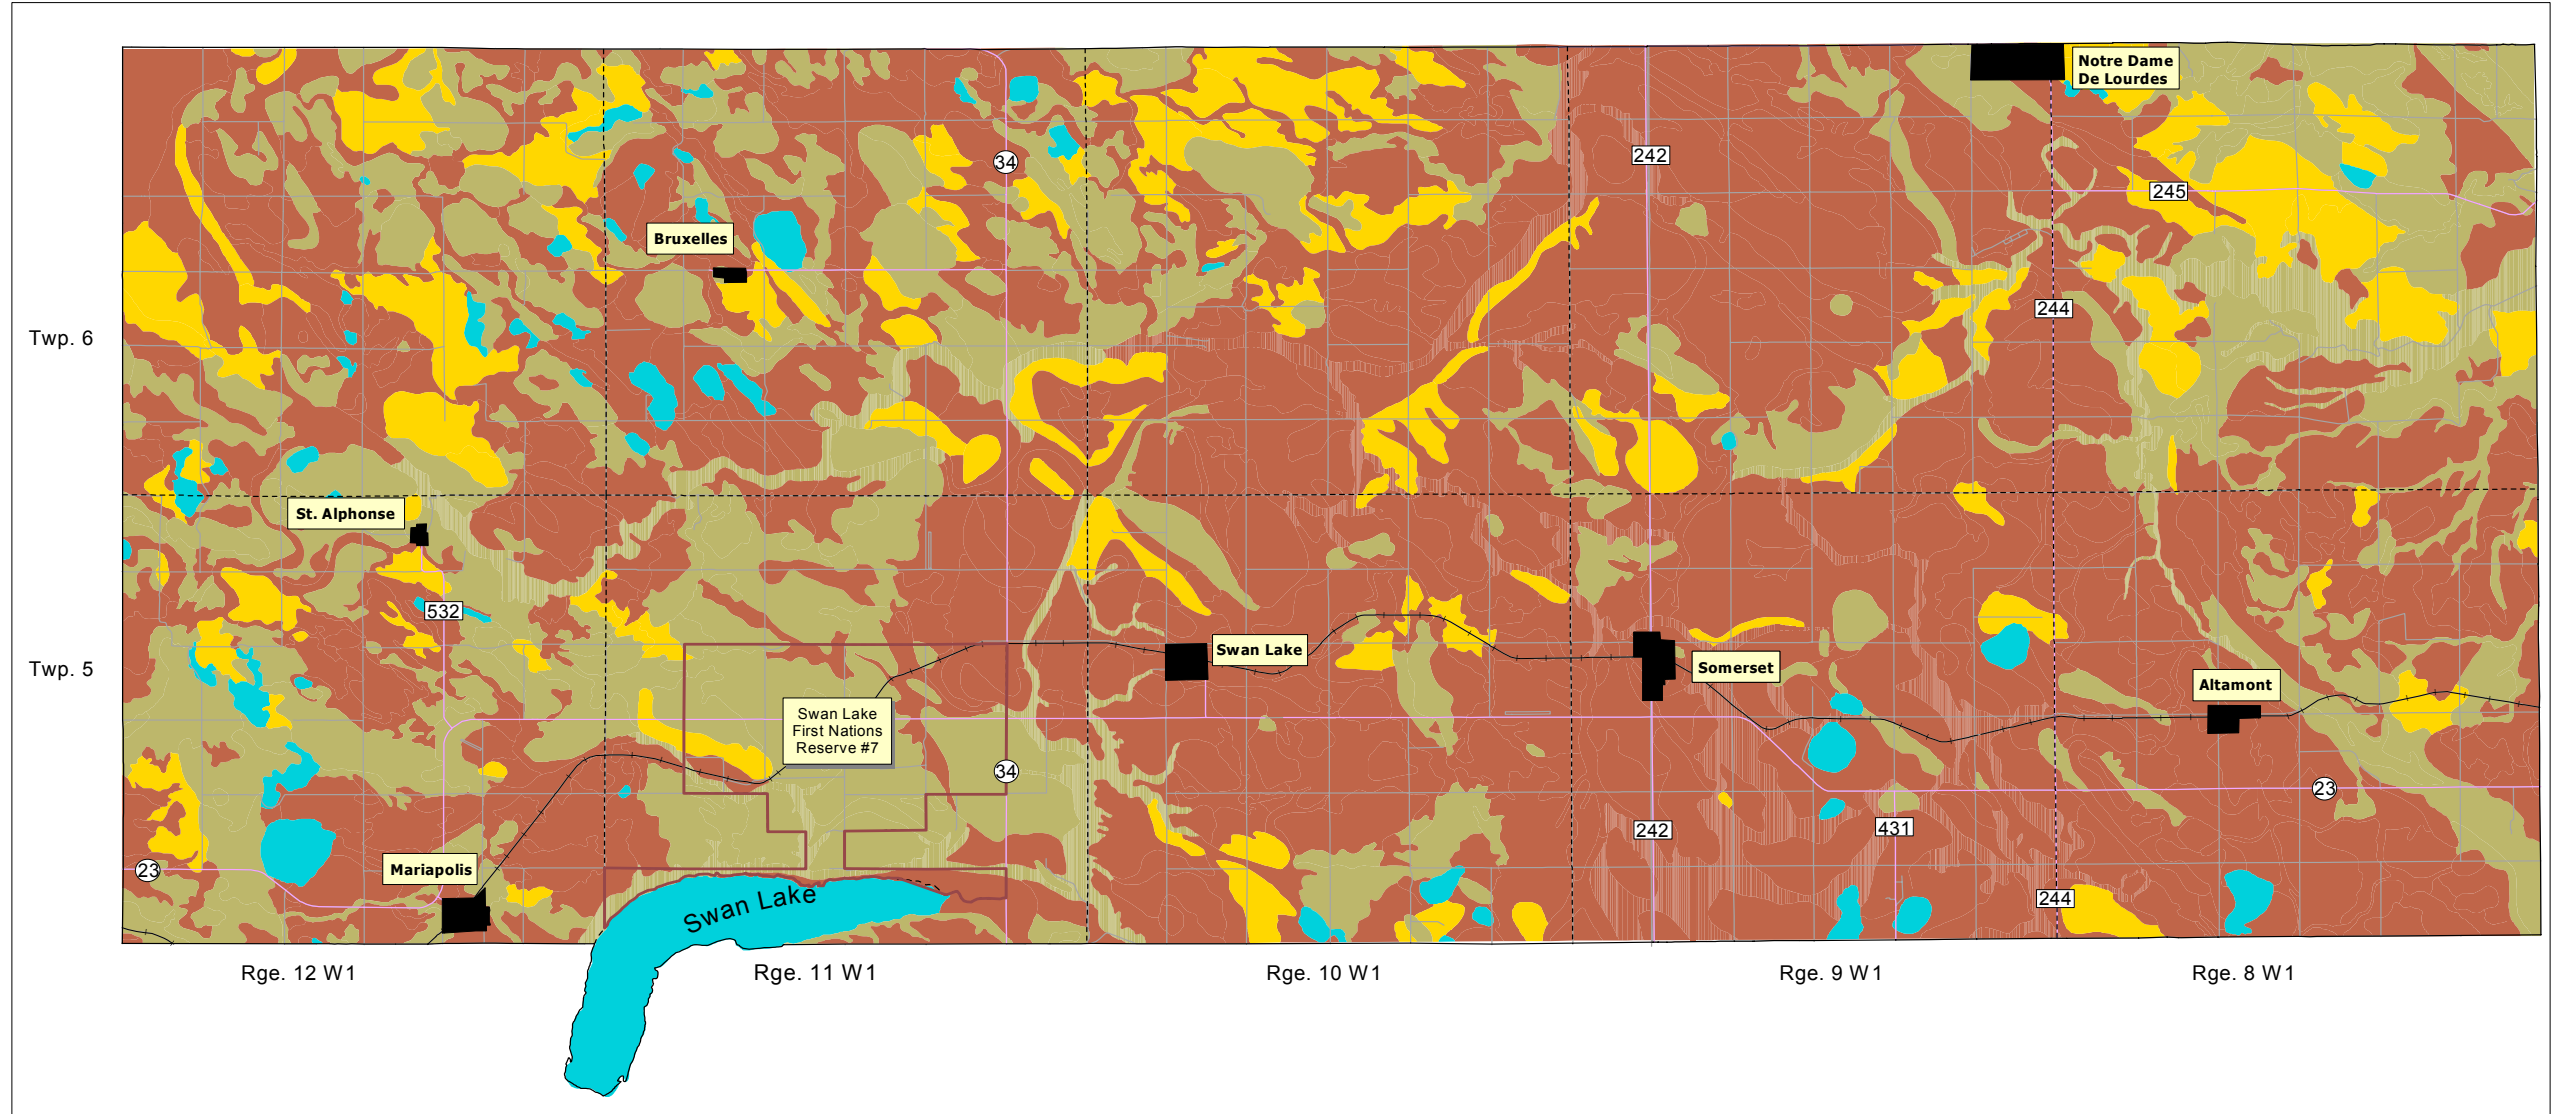 Notre Dame
De Lourdes
34
242
245
Bruxelles
244
Twp. 6
St. Alphonse
532
Swan Lake
Somerset
Twp. 5
Altamont
Swan Lake
First Nations
Reserve #7
34
23
242
431
23
Mariapolis
244
Swan Lake
Rge. 12 W1
Rge. 11 W1
Rge. 10 W1
Rge. 9 W1
Rge. 8 W1